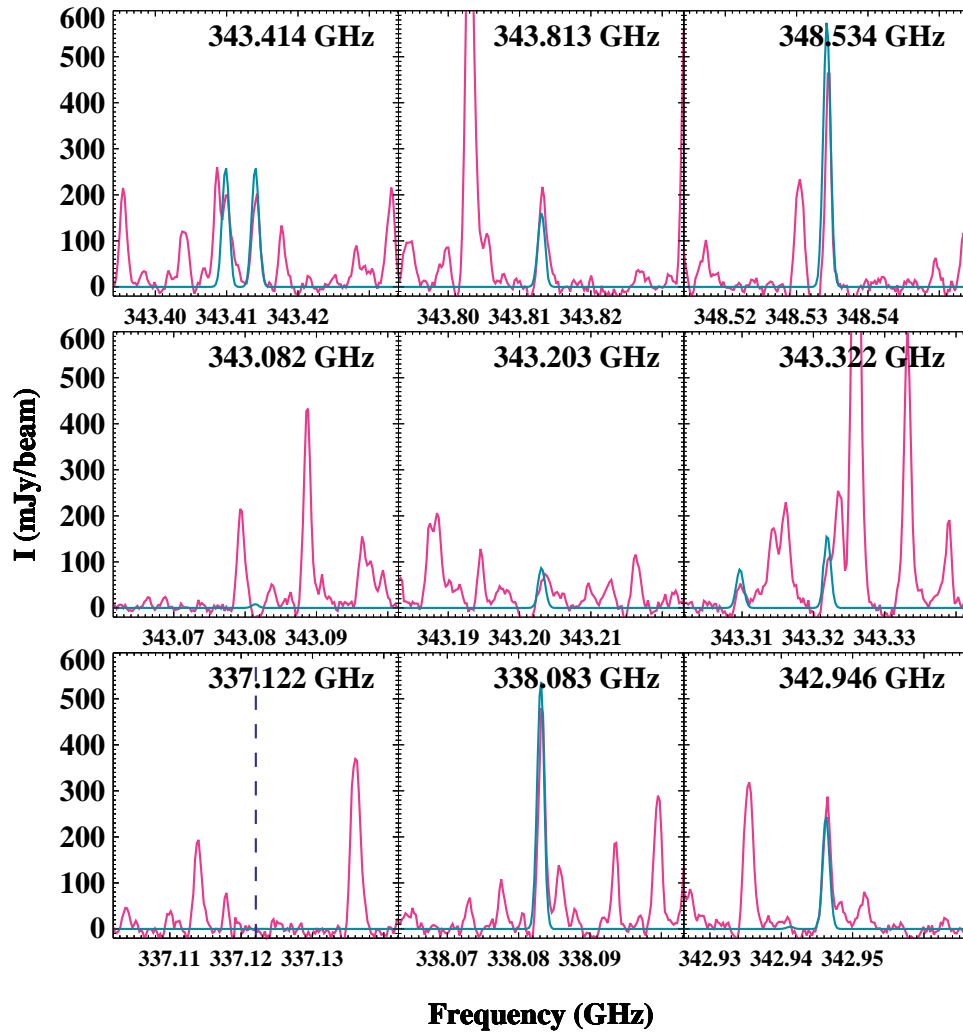 600
500
400
300
200
100
0
343.414 GHz
343.40 343.41 343.42
343.813 GHz
343.80 343.81 343.82
348.534 GHz
348.52 348.53 348.54
600
500
400
300
200
100
0
343.082 GHz
343.07 343.08 343.09
343.203 GHz
343.19 343.20 343.21
343.322 GHz
343.31 343.32 343.33
I (mJy/beam)
600
500
400
300
200
100
0
337.122 GHz
337.11 337.12 337.13
338.083 GHz
338.07 338.08 338.09
342.946 GHz
342.93 342.94 342.95
Frequency (GHz)